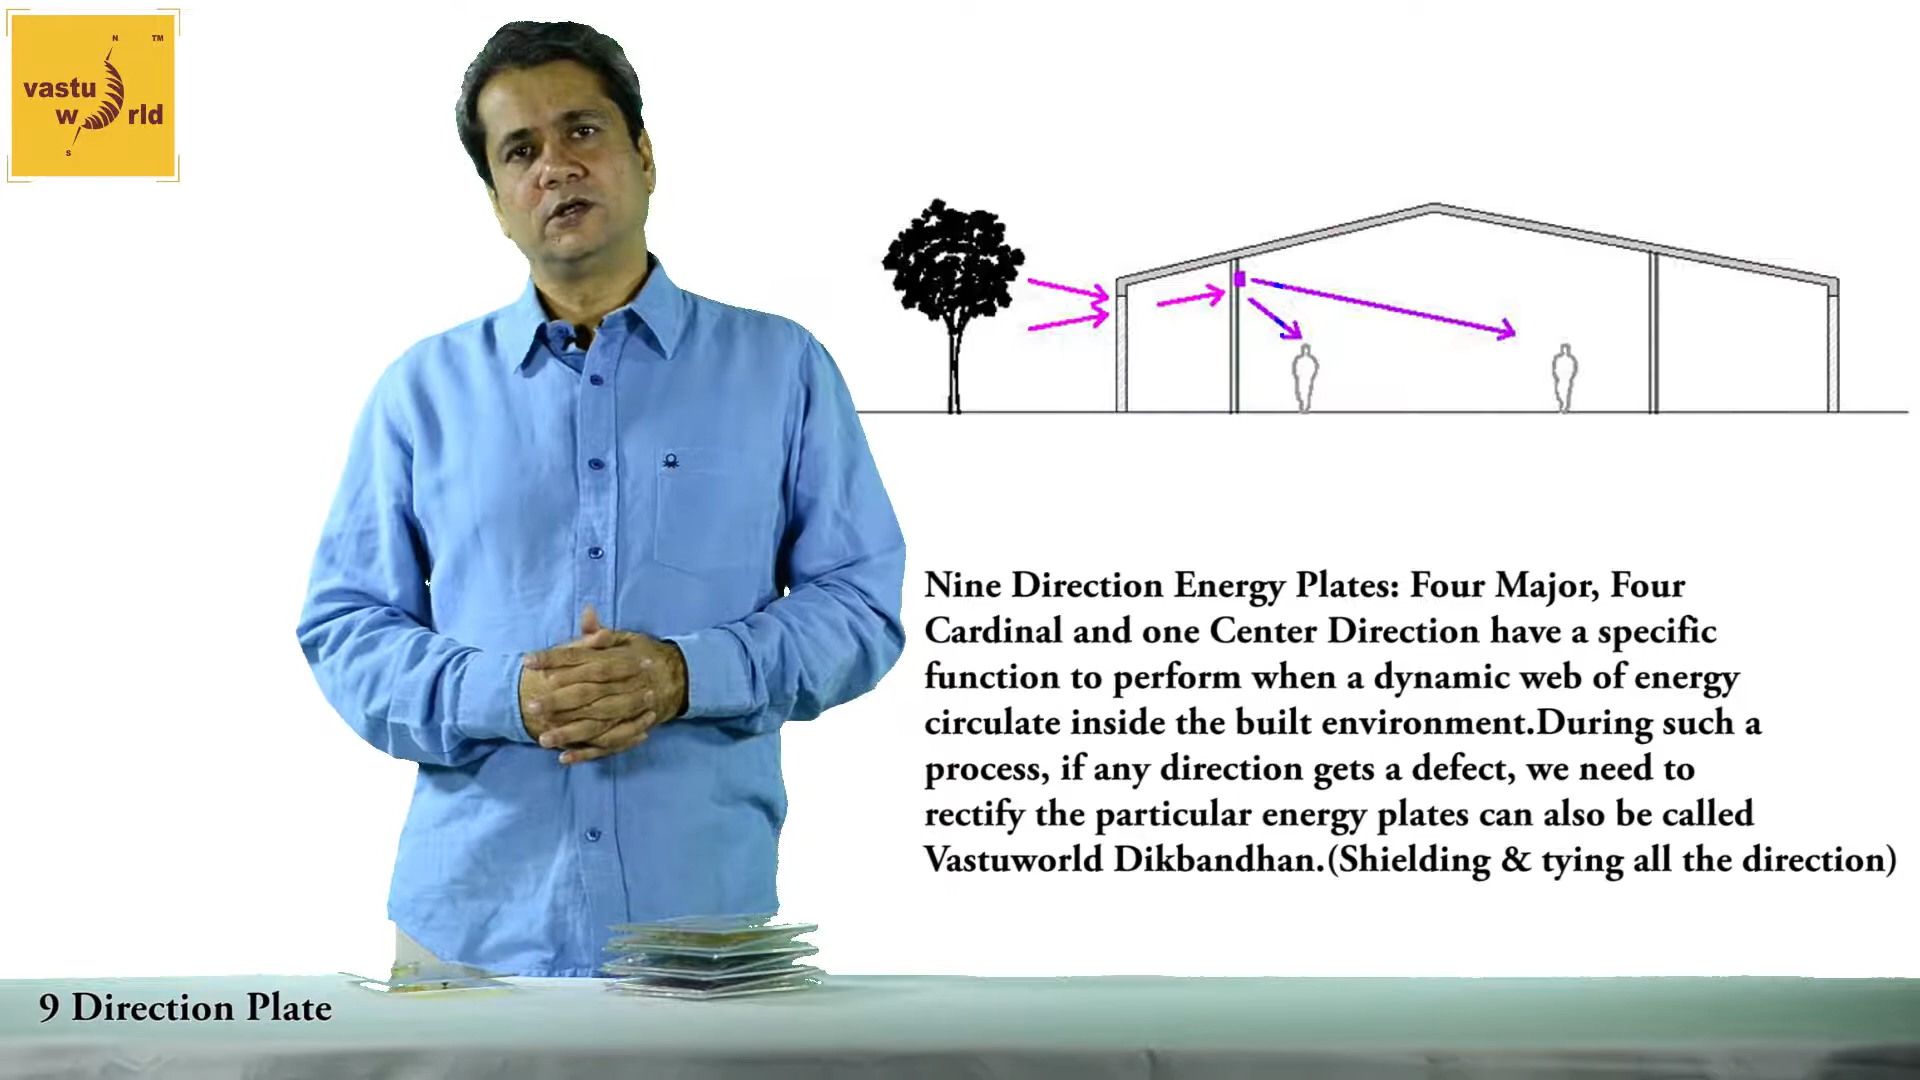 N TM
vastu
w rld
S
Nine Direction Energy Plates: Four Major, Four
Cardinal and one Center Direction have a specific
function to perform when a dynamic web of energy
circulate inside the built environment.During such a
process, if any direction gets a defect, we need to
rectify the particular energy plates can also be called
Vastuworld Dikbandhan.(Shielding & tying all the direction)
9 Direction Plate